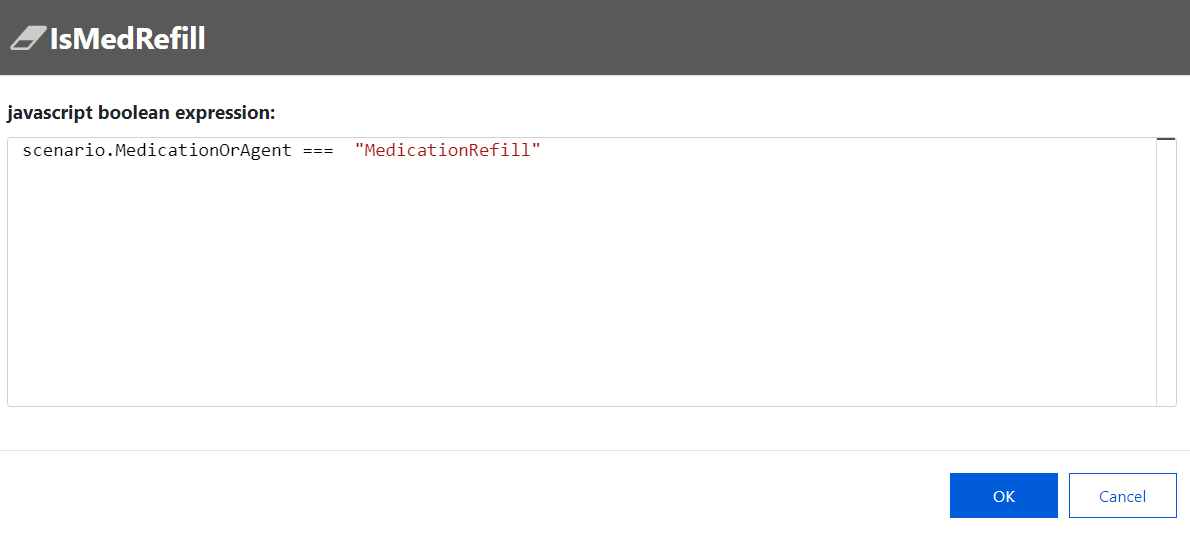 IsMedRefill
javascript boolean expression:
scenario.MedicationOrAgent ===  "MedicationRefill"
OK
Cancel